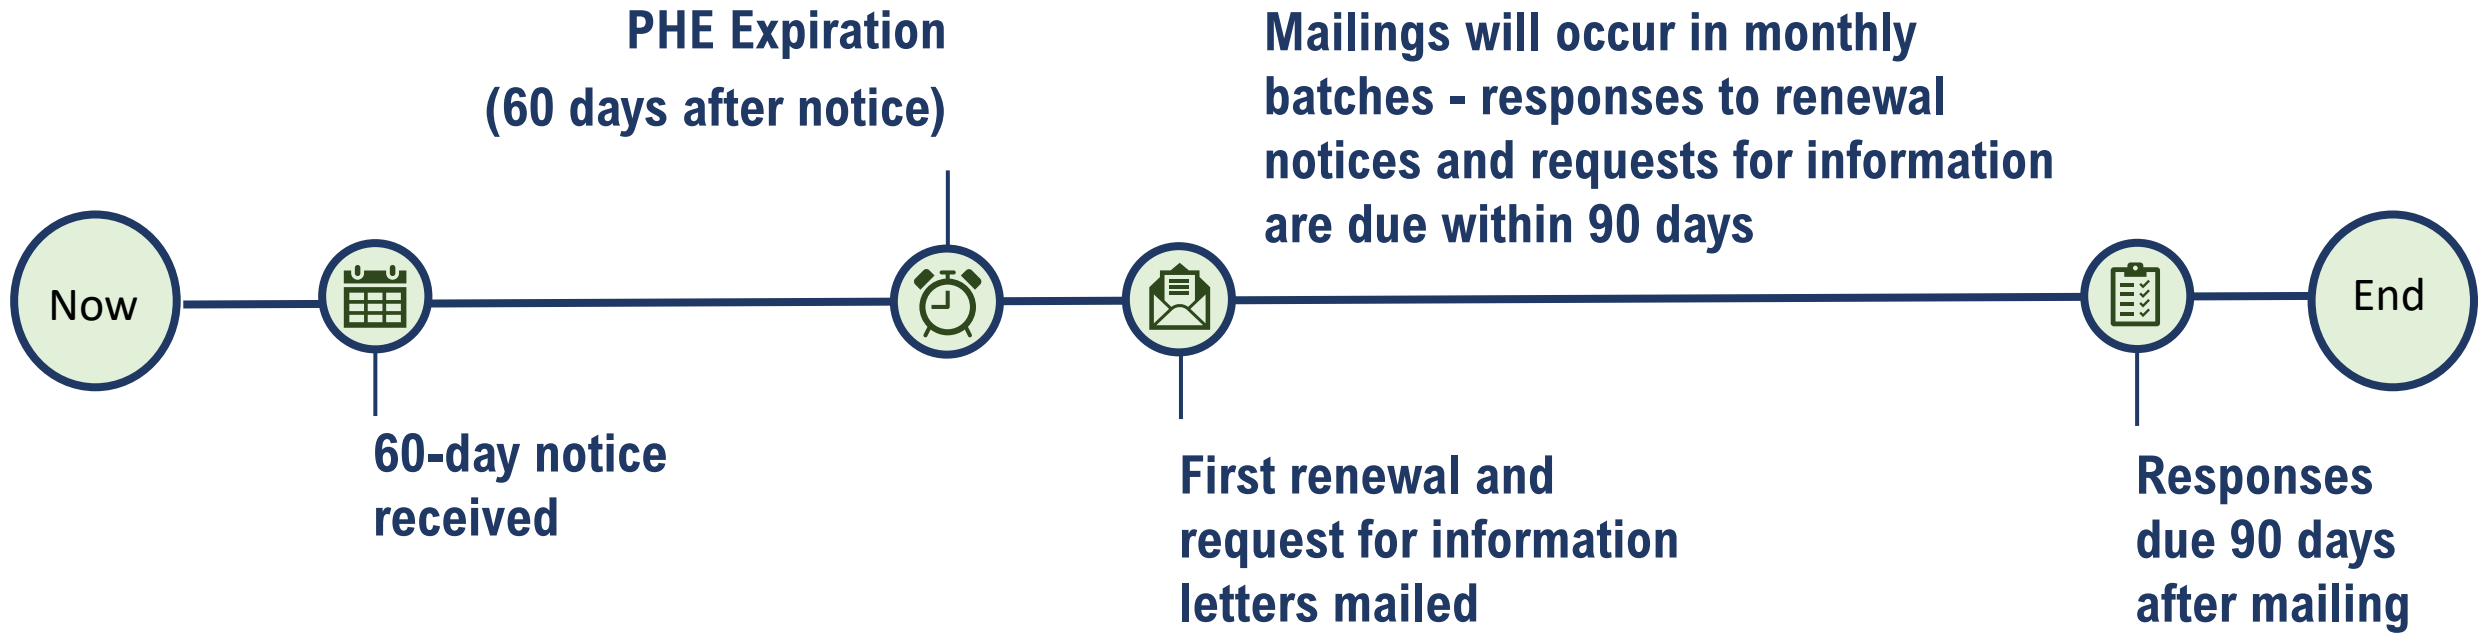 PHE Expiration
(60 days after notice)
Mailings will occur in monthly
batches - responses to renewal
notices and requests for information
are due within 90 days
Now
End
60-day notice
received
First renewal and
request for information
letters mailed
Responses
due 90 days
after mailing